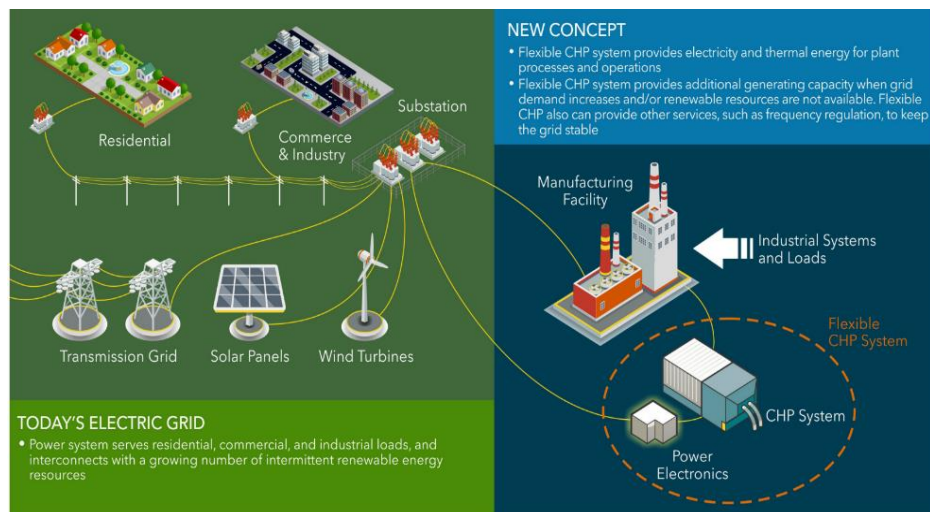 Residential
Commerce
& Industry
Substation
Transmission Grid
Solar Panels
Wind Turbines
TODAY'S ELECTRIC GRID
• Power system serves residential, commercial, and industrial loads, and
interconnects with a growing number of intermittent renewable energy
resources
NEW CONCEPT
• Flexible CHP system provides electricity and thermal energy for plant
processes and operations
• Flexible CHP system provides additional generating capacity when grid
demand increases and/or renewable resources are not available. Flexible
CHP also can provide other services, such as frequency regulation, to keep
the grid stable
Manufacturing
Facility
Industrial Systems
and Loads
Flexible
CHP System
CHP System
Power
Electronics